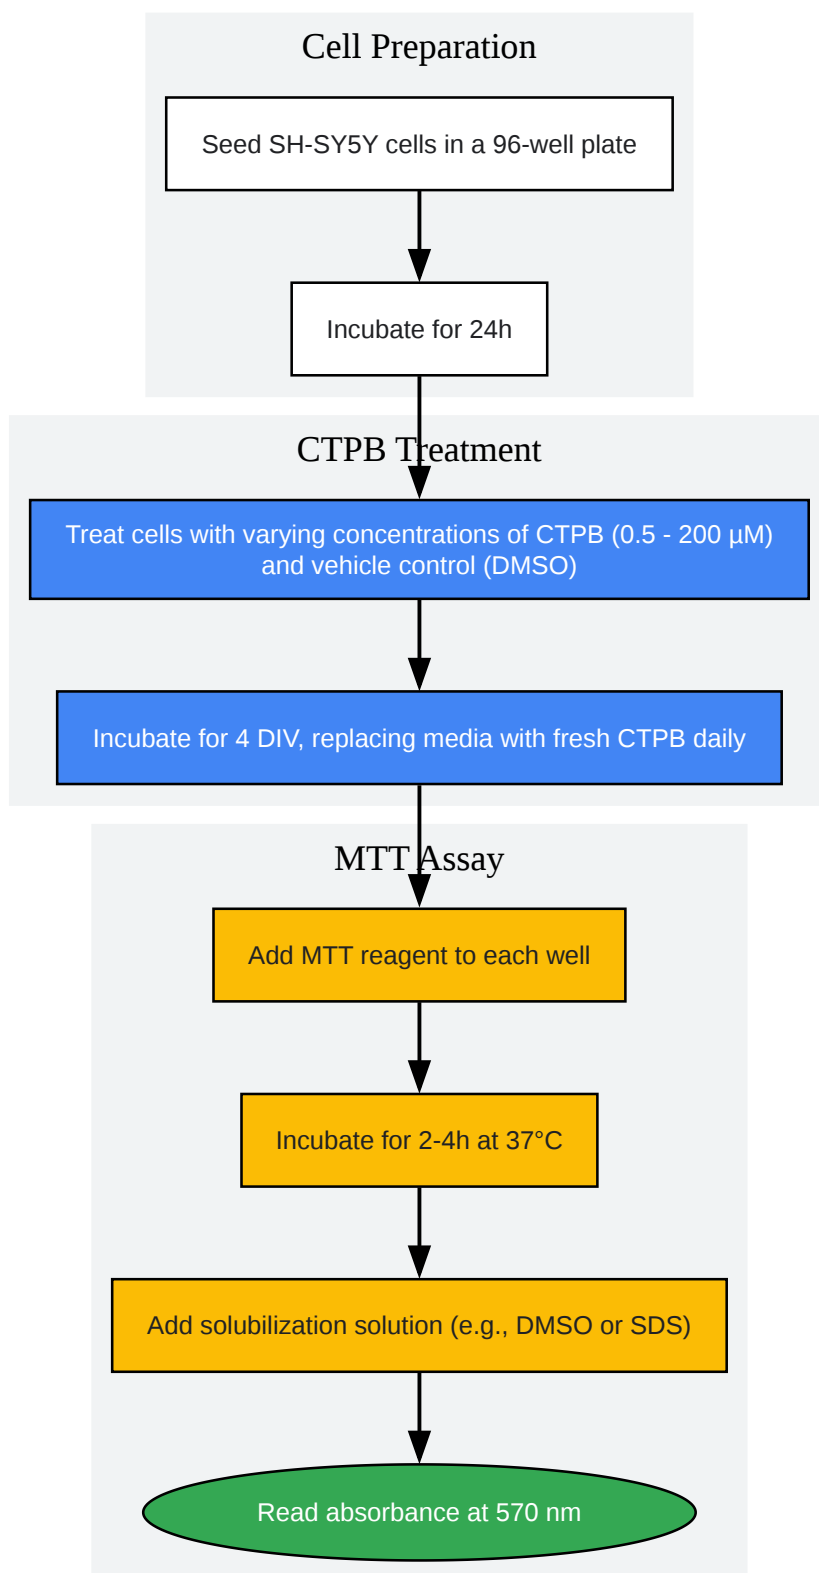 Cell Preparation
Seed SH-SY5Y cells in a 96-well plate
Incubate for 24h
CTPB Treatment
Treat cells with varying concentrations of CTPB (0.5 - 200 µM)
and vehicle control (DMSO)
Incubate for 4 DIV, replacing media with fresh CTPB daily
MTT Assay
Add MTT reagent to each well
Incubate for 2-4h at 37°C
Add solubilization solution (e.g., DMSO or SDS)
Read absorbance at 570 nm